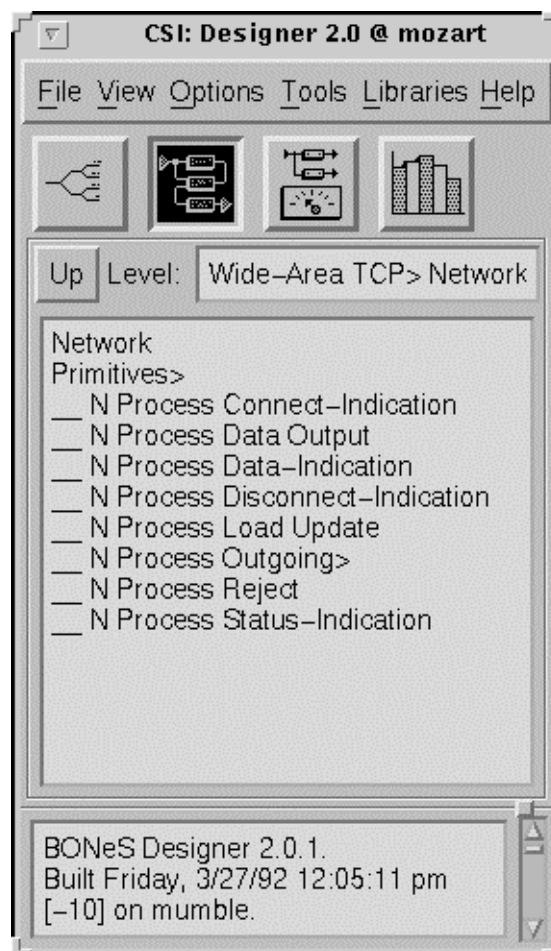 CSI: Designer 2.0 @ mozart
File View Options Tools Libraries Help
Up Level: Wide-Area TCP> Network
Network
Primitives>
__ N Process Connect-Indication
__ N Process Data Output
__ N Process Data-Indication
__ N Process Disconnect-Indication
__ N Process Load Update
__ N Process Outgoing>
__ N Process Reject
__ N Process Status-Indication
BONeS Designer 2.0.1.
Built Friday, 3/27/92 12:05:11 pm
[-10] on mumble.